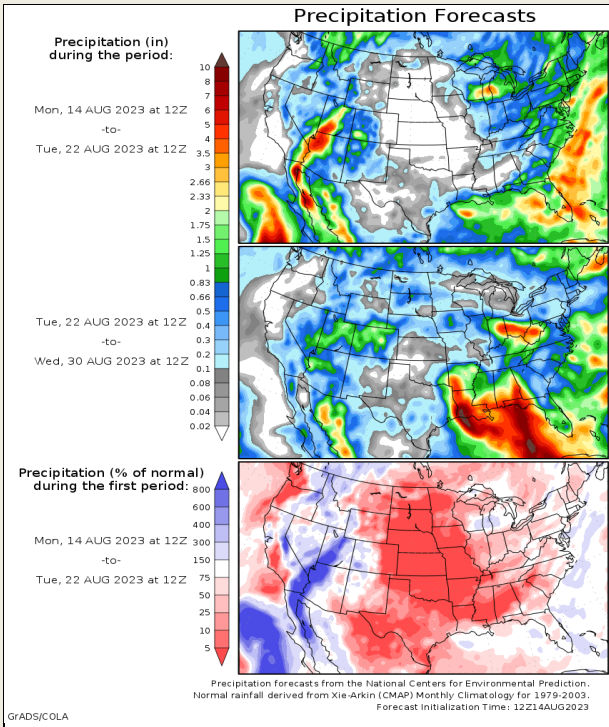 Precipitation Forecasts
Precipitation (in)
during the period:
Mon, 14 AUG 2023 at 12Z
-to-
Tue, 22 AUG 2023 at 12Z
10
8
7
6
5
4
3.5
3
2.66
2.33
2
1.75
1.5
1.25
1
0.83
0.66
0.5
0.4
0.3
0.2
0.1
0.08
0.06
0.04
0.02
Tue, 22 AUG 2023 at 12Z
-to-
Wed, 30 AUG 2023 at 12Z
Precipitation (% of normal)
during the first period:
Mon, 14 AUG 2023 at 12Z
-to-
Tue, 22 AUG 2023 at 12Z
800
600
400
300
150
75
50
25
10
5
Precipitation forecasts from the National Centers for Environmental Prediction.
Normal rainfall derived from Xie-Arkin (CMAP) Monthly Climatology for 1979-2003.
Forecast Initialization Time: 12Z14AUG2023
GrADS/COLA